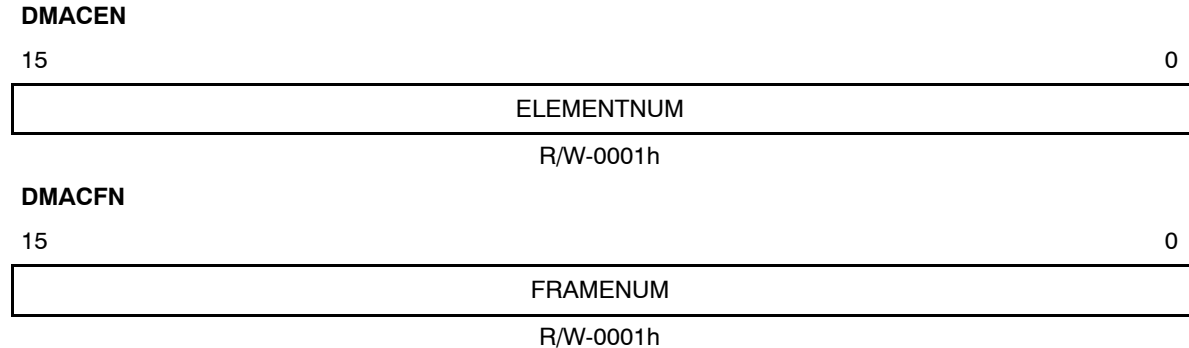 DMACEN
15 0
ELEMENTNUM
R/W-0001h
DMACFN
15 0
FRAMENUM
R/W-0001h